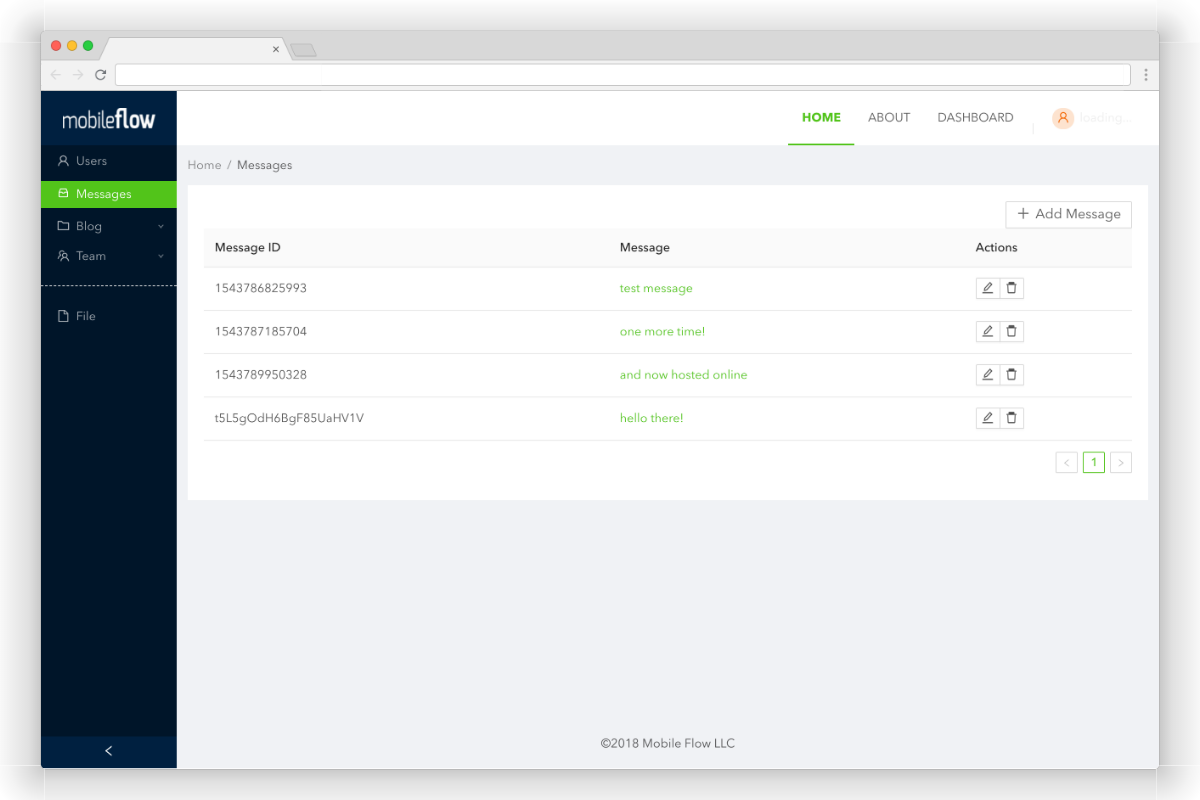 mobileflow
HOME ABOUT DASHBOARD loading..
Users
Messages
Blog
Team
File
Home / Messages
+ Add Message
Message ID Message Actions
1543786825993 test message
1543787185704 one more time!
1543789950328 and now hosted online
t5L5gOdH6BgF85UaHV1V hello there!
< 1 >
©2018 Mobile Flow LLC